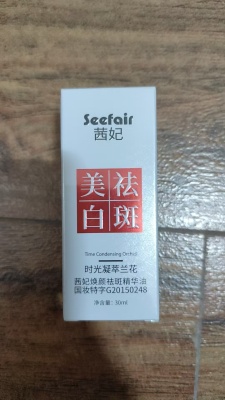 Seefair
茜妃
美祛
白斑
Time Condensing Orchid
时光凝萃兰花
茜妃焕颜祛斑精华油
国妆特字G20150248
净含量：30ml